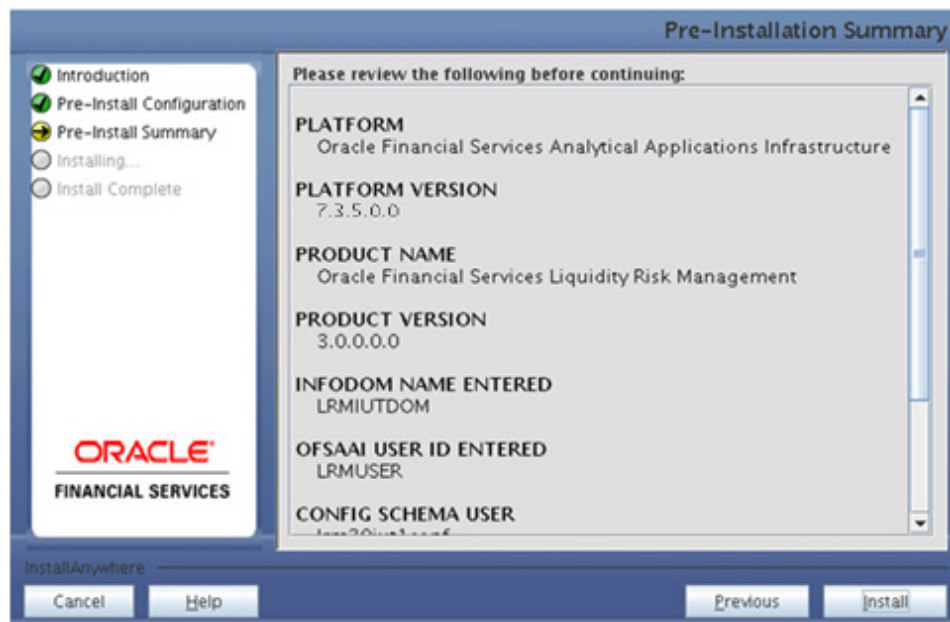 Pre-Installation Summary
Introduction
Pre-Install Configuration
Pre-Install Summary
Installing...
Install Complete
ORACLE®
FINANCIAL SERVICES
Please review the following before continuing:
PLATFORM
Oracle Financial Services Analytical Applications Infrastructure
PLATFORM VERSION
7.3.5.0.0
PRODUCT NAME
Oracle Financial Services Liquidity Risk Management
PRODUCT VERSION
3.0.0.0.0
INFODOM NAME ENTERED
LRMIUTDOM
OFSAAI USER ID ENTERED
LRMUSER
CONFIG SCHEMA USER
InstallAnywhere
Cancel
Help
Previous
Install